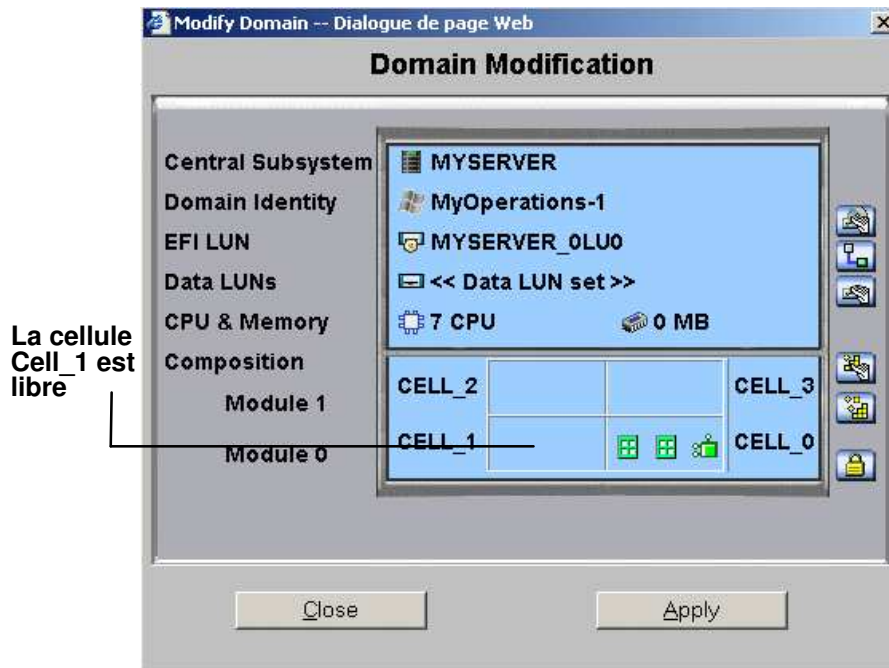 Modify Domain -- Dialogue de page Web
Domain Modification
Central Subsystem MYSERVER
Domain Identity MyOperations-1
EFI LUN MYSERVER_0LU0
Data LUNs << Data LUN set >>
CPU & Memory 7 CPU 0 MB
Composition
Module 1 CELL_2 CELL_3
Module 0 CELL_1 CELL_0
La cellule
Cell_1 est
libre
Close Apply